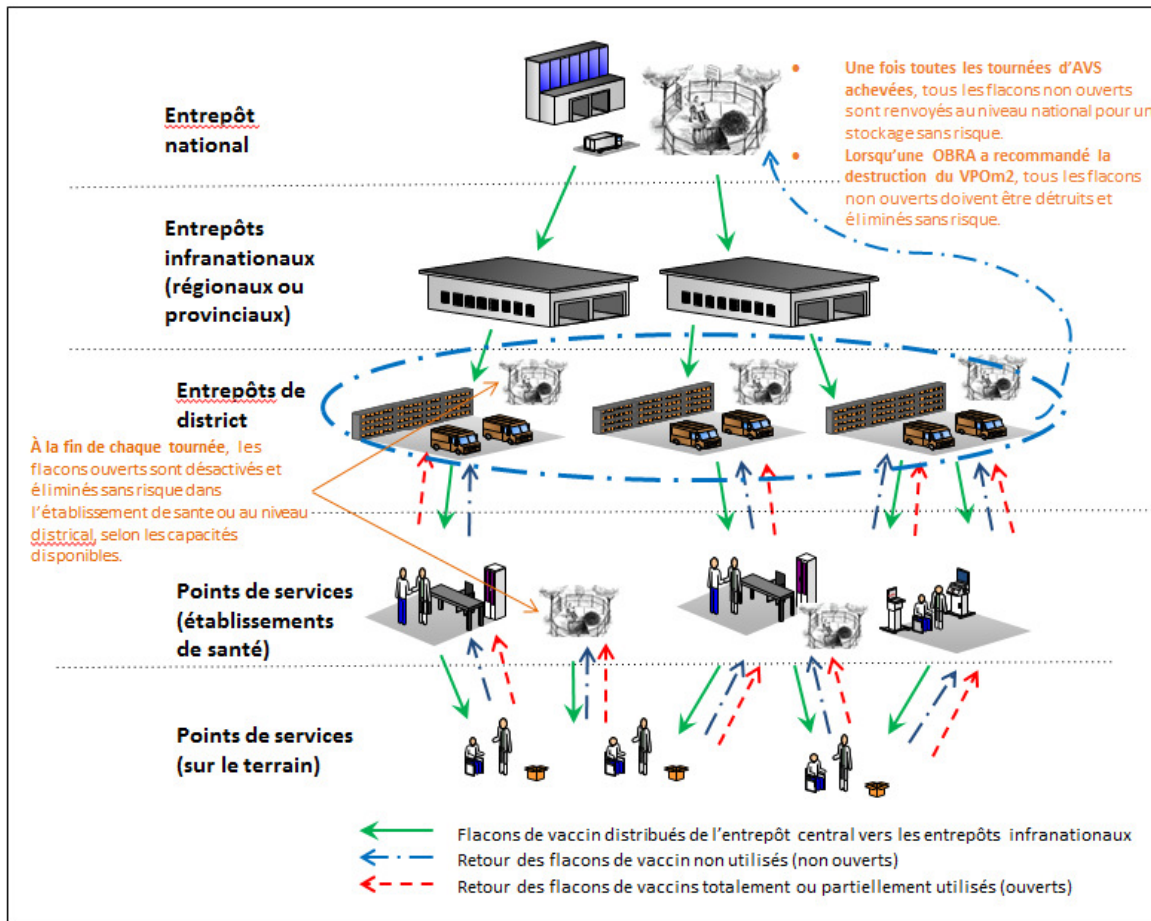 Entrepôt
national
• Une fois toutes les tournées d’AVS
achevées, tous les flacons non ouverts
sont renvoyés au niveau national pour un
stockage sans risque.
• Lorsqu’une OBRA a recommandé la
destruction du VPOm2, tous les flacons
non ouverts doivent être détruits et
éliminés sans risque.
Entrepôts
infranationaux
(régionaux ou
provinciaux)
Entrepôts de
district
À la fin de chaque tournée, les
flacons ouverts sont désactivés et
éliminés sans risque dans
l’établissement de sante ou au niveau
districal, selon les capacités
disponibles.
Points de services
(établissements
de santé)
Points de services
(sur le terrain)
Flacons de vaccin distribués de l’entrepôt central vers les entrepôts infranationaux
Retour des flacons de vaccin non utilisés (non ouverts)
Retour des flacons de vaccins totalement ou partiellement utilisés (ouverts)